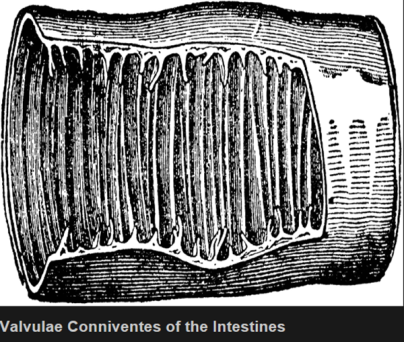 Valvulae Conniventes of the Intestines